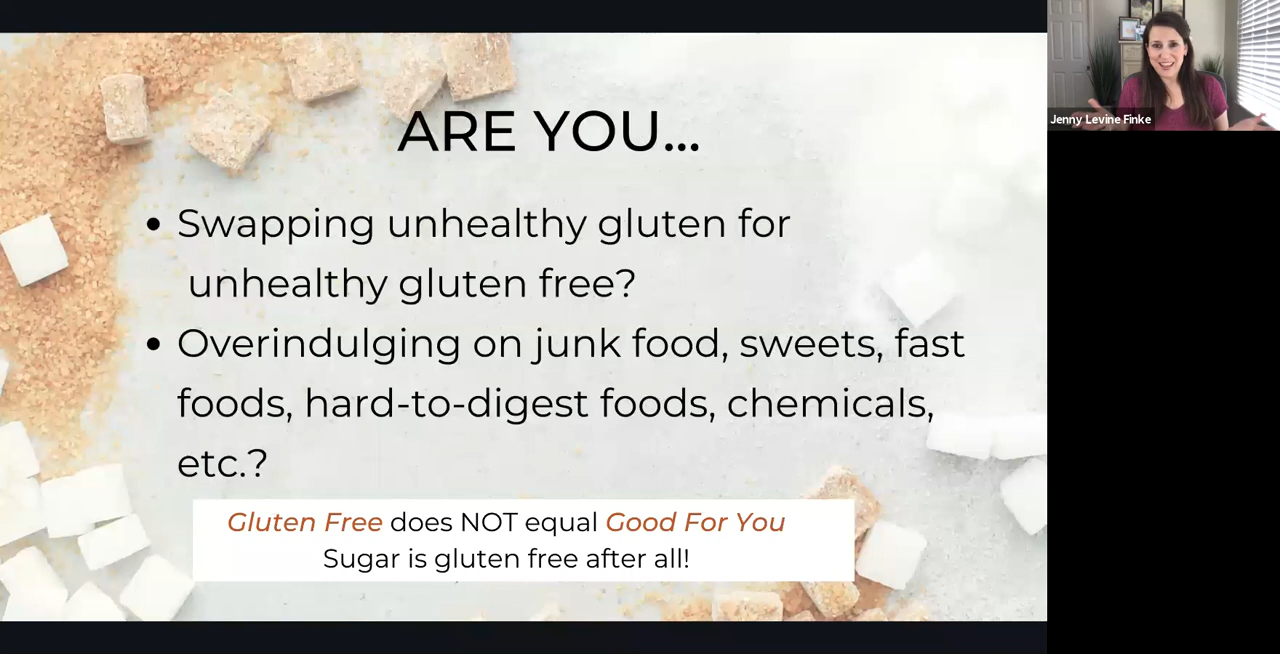 ARE YOU...
• Swapping unhealthy gluten for
unhealthy gluten free?
• Overindulging on junk food, sweets, fast
foods, hard-to-digest foods, chemicals,
etc.?
Gluten Free does NOT equal Good For You
Sugar is gluten free after all!
Jenny Levine Finke